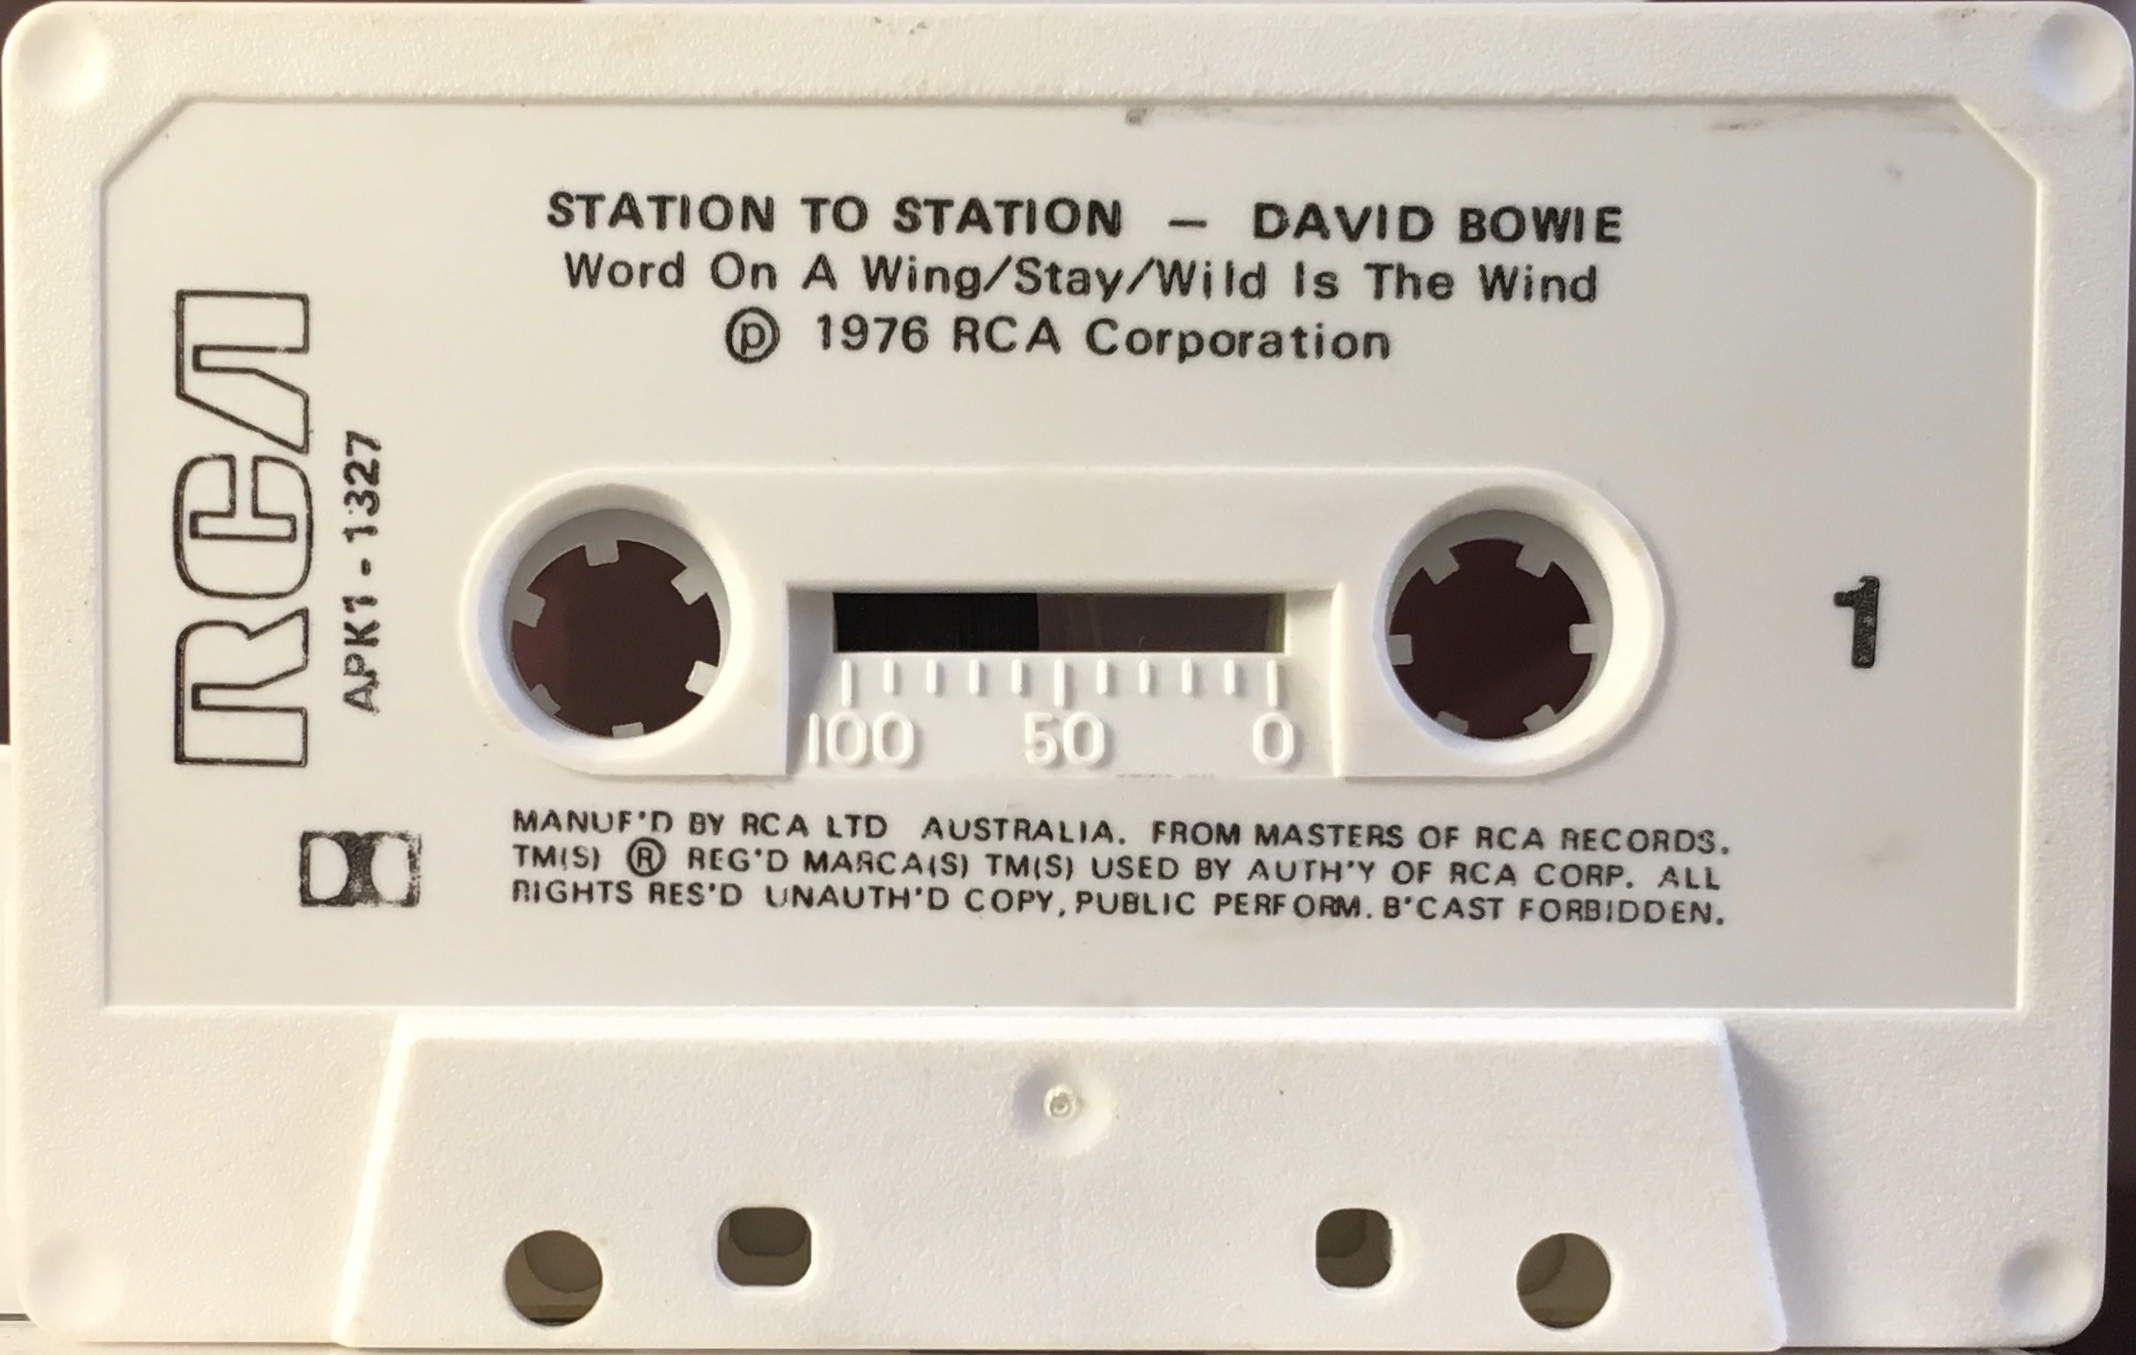 STATION TO STATION — DAVID BOWIE
Word On A Wing/Stay/Wild Is The Wind
℗ 1976 RCA Corporation
RCA
APK1-1327
1
100 50 0
MANUF'D BY RCA LTD AUSTRALIA. FROM MASTERS OF RCA RECORDS.
TM(S) ® REG'D MARCA(S) TM(S) USED BY AUTH'Y OF RCA CORP. ALL
RIGHTS RES'D UNAUTH'D COPY, PUBLIC PERFORM. B'CAST FORBIDDEN.